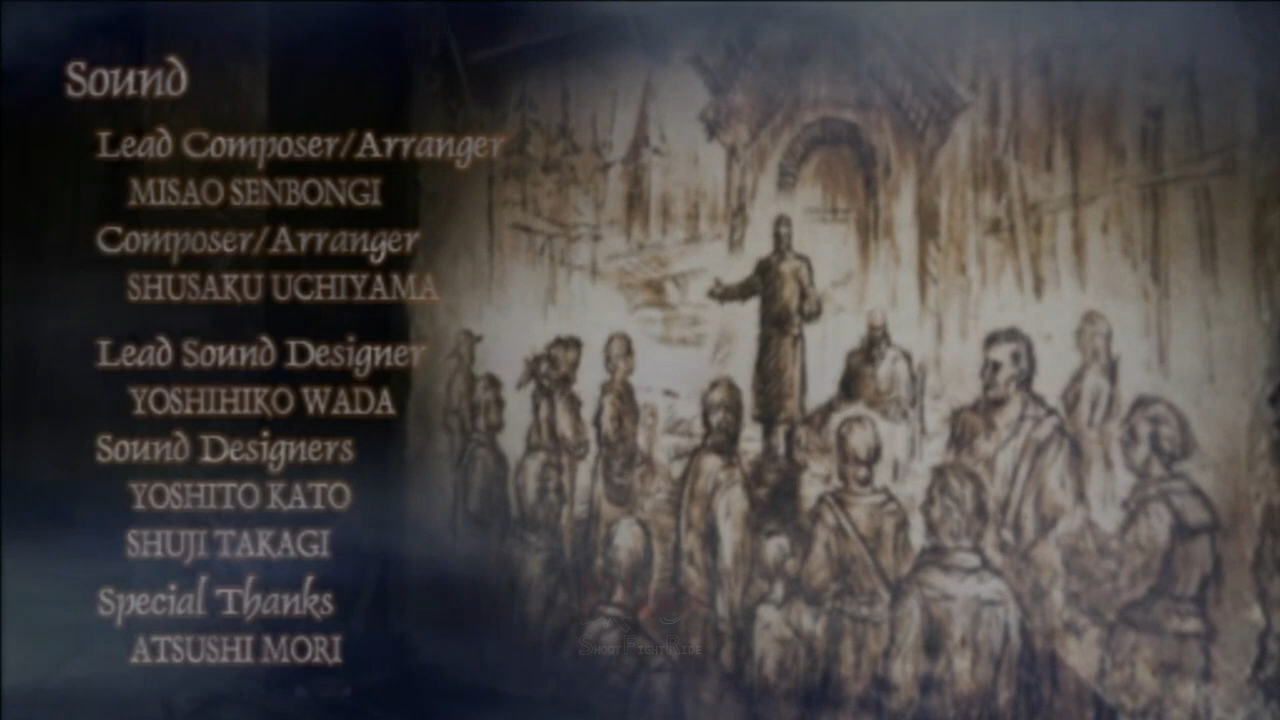 Sound
Lead Composer/Arranger
MISAO SENBONGI
Composer/Arranger
SHUSAKU UCHIYAMA
Lead Sound Designer
YOSHIHIKO WADA
Sound Designers
YOSHITO KATO
SHUJI TAKAGI
Special Thanks
ATSUSHI MORI
SHOOTFIGHTRIDE